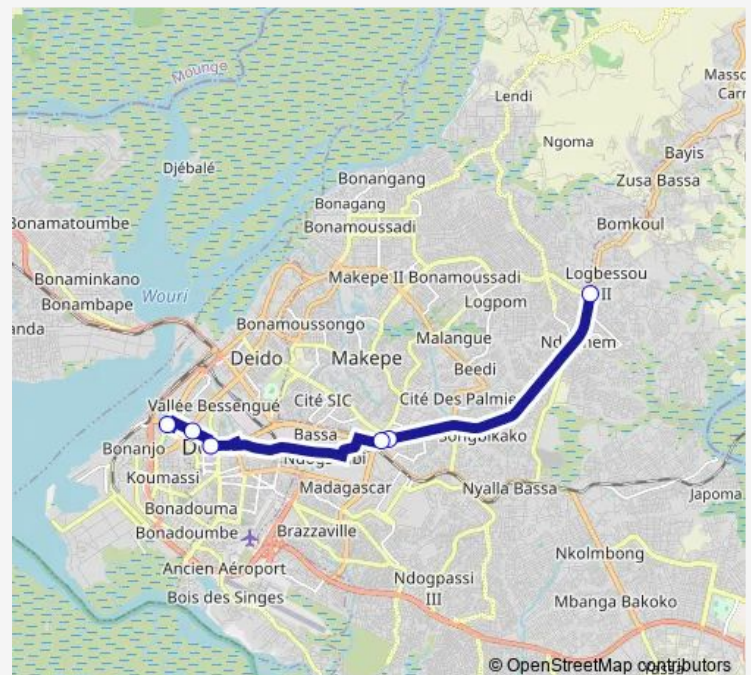 Mounge
Massc
Carr
Lendi
Ngoma
Bayis
Djébalé
Zusa Bassa
Bonangang
Bonagang
Bonamoussadi
Bonamatoumbe
Bomkoul
Bonaminkano
Makepe II Bonamoussadi
Logbessou
II
Wouri
Bonambape
Logpom
anda
Bonamoussongo
Malangue
Deido
Makepe
Beedi
Cité SIC
Cité Des Palmie
Vallée Bessengue
Bassa
Songbikako
Bonanjo
Koumassi
Madagascar
Nyalla Bassa
Japoma
Bonadouma
Bonadoumbe
Brazzaville
Nkolmbong
Ancien Aéroport
Ndogpassi
III
Bois des Singes
Mbanga Bakoko
© OpenStreetMap contributors